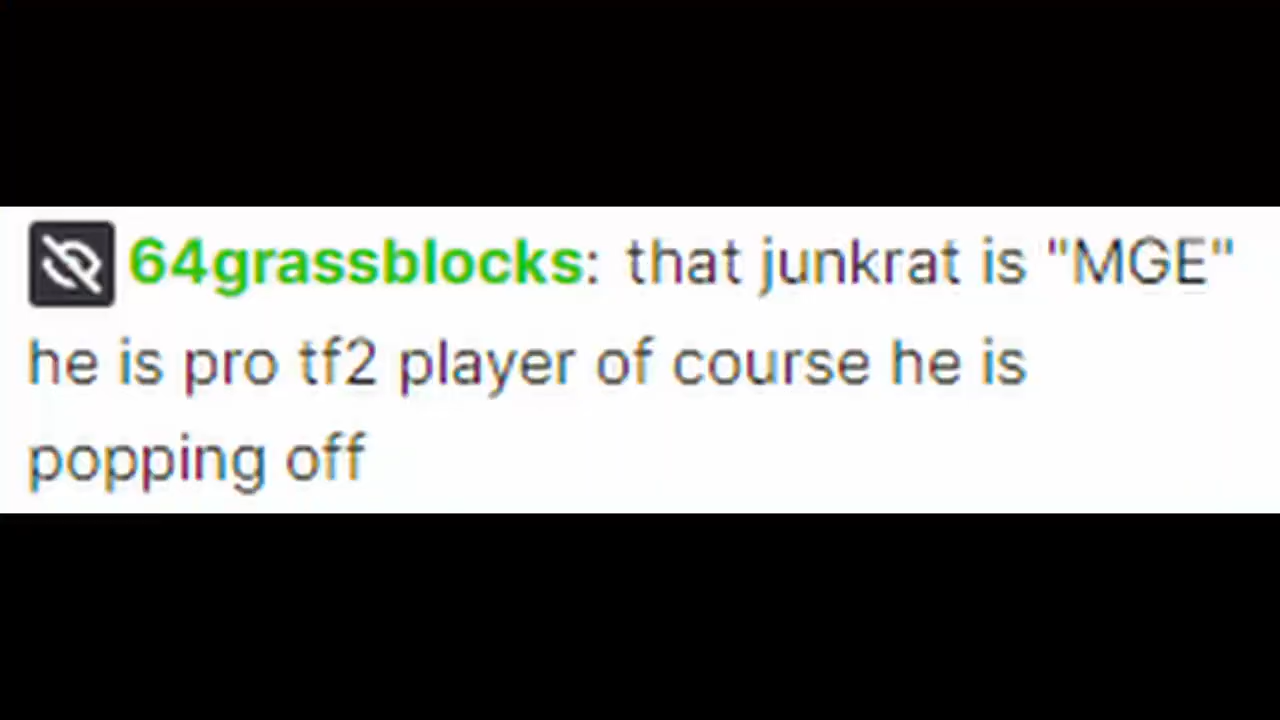 64grassblocks: that junkrat is "MGE"
he is pro tf2 player of course he is
popping off